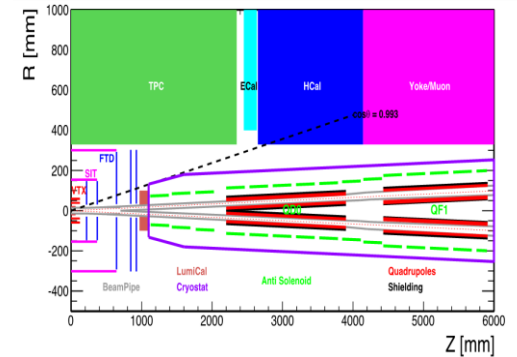 R [mm]
1000
800
600
400
200
0
-200
-400
TPC
ECal
HCal
Yoke/Muon
cosθ = 0.993
FTD
SIT
VTX
QD0
QF1
LumiCal
Quadrupoles
Anti Solenoid
BeamPipe
Cryostat
Shielding
0 1000 2000 3000 4000 5000 6000
Z [mm]